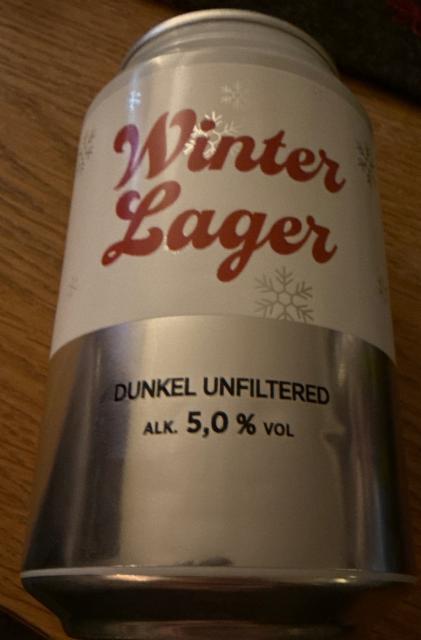 Winter
Lager
DUNKEL UNFILTERED
ALK. 5,0 % VOL